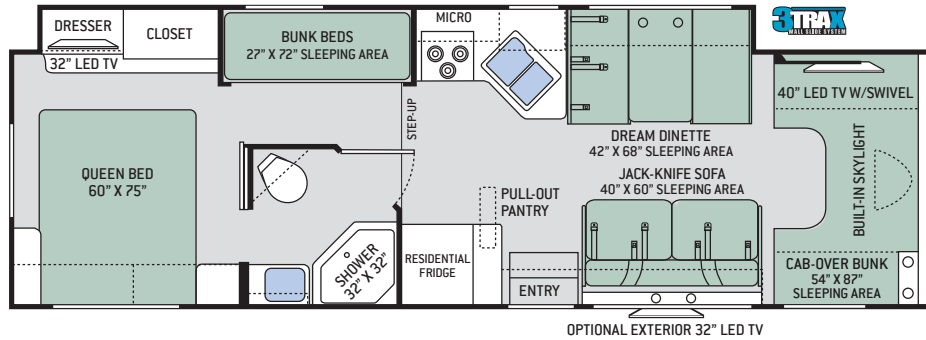 DRESSER
CLOSET
32" LED TV
BUNK BEDS
27" X 72" SLEEPING AREA
MICRO
3TRAX
WALL SLIDE SYSTEM
40" LED TV W/SWIVEL
STEP-UP
DREAM DINETTE
42" X 68" SLEEPING AREA
JACK-KNIFE SOFA
40" X 60" SLEEPING AREA
BUILT-IN SKYLIGHT
QUEEN BED
60" X 75"
PULL-OUT
PANTRY
SHOWER
32" X 32"
RESIDENTIAL
FRIDGE
ENTRY
CAB-OVER BUNK
54" X 87"
SLEEPING AREA
OPTIONAL EXTERIOR 32" LED TV